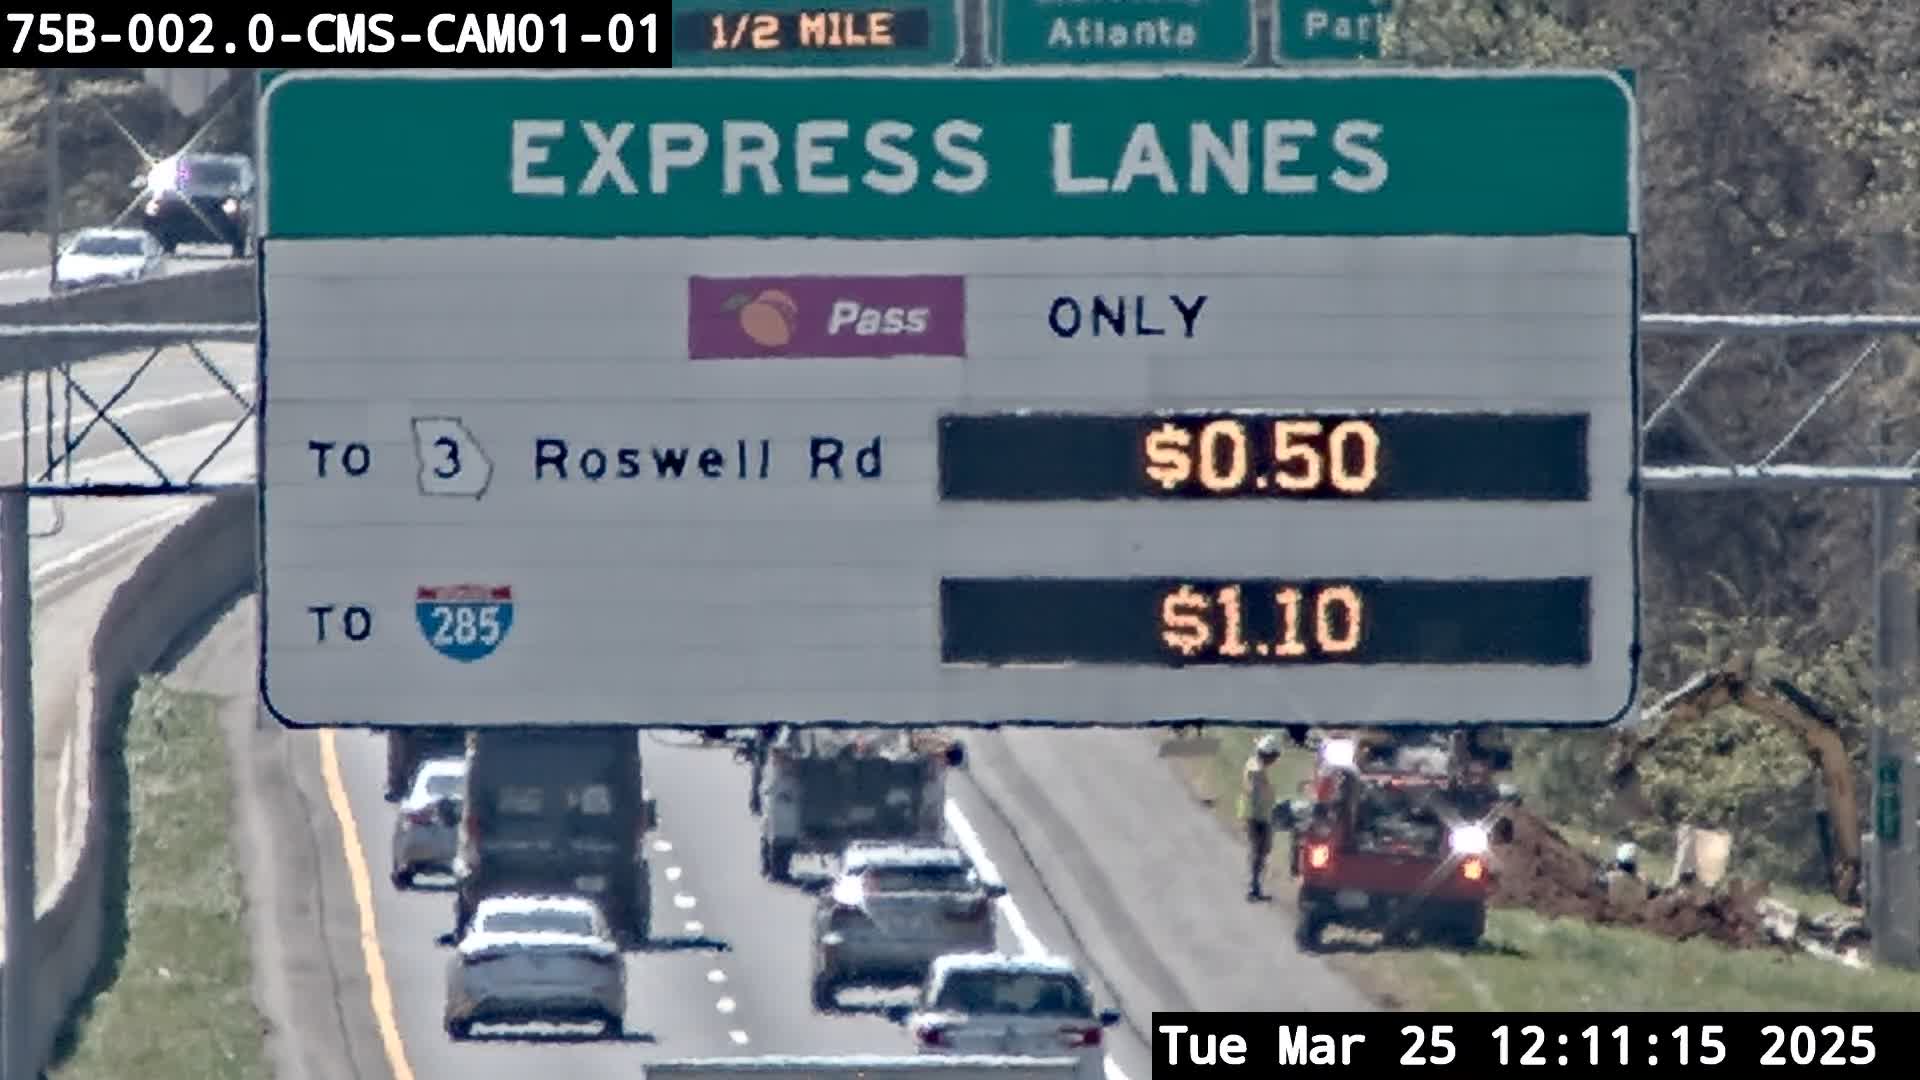 75B-002.0-CMS-CAM01-01
1/2 MILE
Atlanta
EXPRESS LANES
Pass ONLY
TO 3 Roswell Rd $0.50
TO 285 $1.10
Tue Mar 25 12:11:15 2025